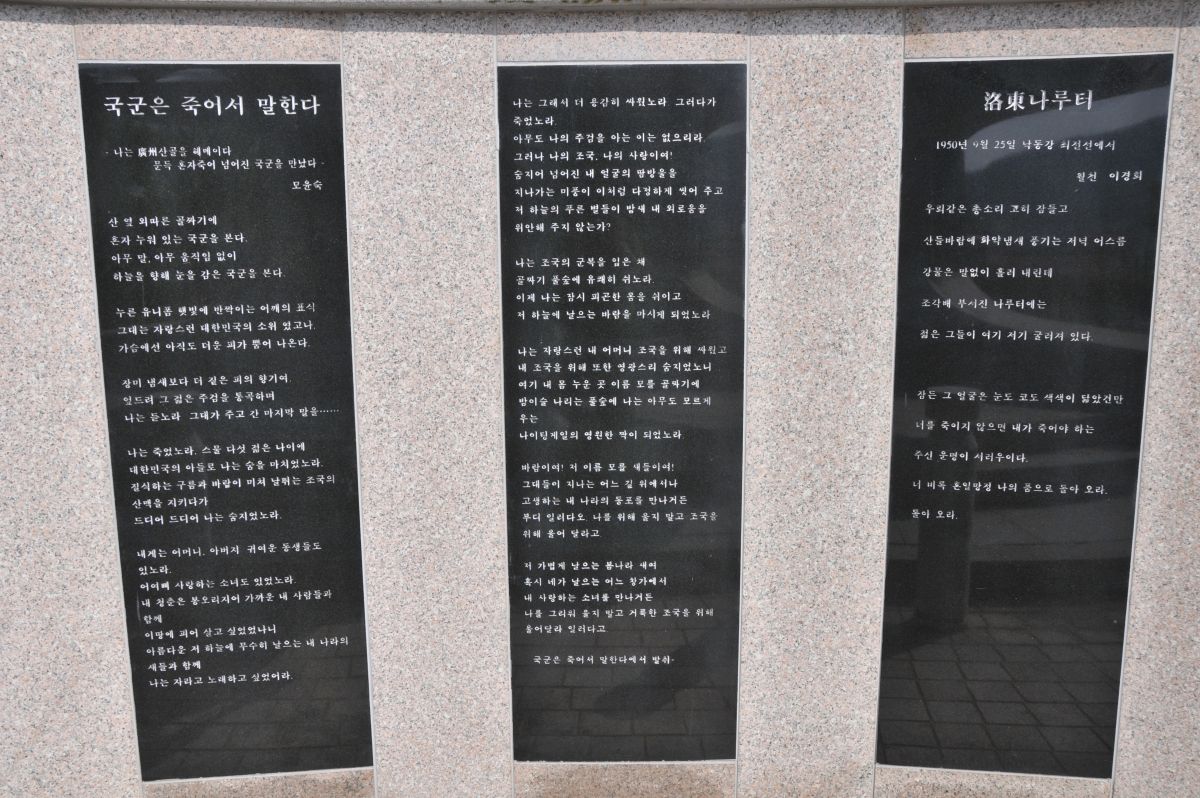 국군은 죽어서 말한다
- 나는 廣州산골을 헤메이다
문득 혼자죽어 넘어진 국군을 만났다 -
모윤숙
산 옆 외따른 골짜기에
혼자 누워 있는 국군을 본다.
아무 말, 아무 움직임 없이
하늘을 향해 눈을 감은 국군을 본다.
누른 유니폼 햇빛에 반짝이는 어깨의 표식
그대는 자랑스런 대한민국의 소위 었고나.
가슴에선 아직도 더운 피가 뿜어 나온다.
장미 냄새보다 더 짙은 피의 향기여.
엎드려 그 젊은 주검을 통곡하며
나는 듣노라 그대가 주고 간 마지막 말을……
나는 죽었노라. 스물 다섯 젊은 나이에
대한민국의 아들로 나는 숨을 마치었노라.
질식하는 구름과 바람이 미쳐 날뛰는 조국의
산맥을 지키다가
드디어 드디어 나는 숨지었노라.
내게는 어머니, 아버지 귀여운 동생들도
있노라.
어여삐 사랑하는 소녀도 있었노라.
내 청춘은 봉오리지어 가까운 내 사람들과
함께
이땅에 피어 살고 싶었었나니
아름다운 저 하늘에 무수히 날으는 내 나라의
새들과 함께
나는 자라고 노래하고 싶었어라.
나는 그래서 더 용감히 싸웠노라 그러다가
죽었노라.
아무도 나의 주검을 아는 이는 없으리라.
그러나 나의 조국, 나의 사랑이여!
숨지어 넘어진 내 얼굴의 땀방울을
지나가는 미풍이 이처럼 다정하게 씻어 주고
저 하늘의 푸른 별들이 밤새 내 외로움을
위안해 주지 않는가?
나는 조국의 군복을 입은 채
골짜기 풀숲에 유쾌히 쉬노라.
이제 나는 잠시 피곤한 몸을 쉬이고
저 하늘에 날으는 바람을 마시게 되었노라
나는 자랑스런 내 어머니 조국을 위해 싸웠고
내 조국을 위해 또한 영광스리 숨지었노니
여기 내 몸 누운 곳 이름 모를 골짜기에
밤이슬 나리는 풀숲에 나는 아무도 모르게
우는
나이팅게일의 영원한 짝이 되었노라
바람이여! 저 이름 모를 새들이여!
그대들이 지나는 어느 길 위에서나
고생하는 내 나라의 동포를 만나거든
부디 일러다오, 나를 위해 울지 말고 조국을
위해 울어 달라고
저 가볍게 날으는 봄나라 새여
혹시 네가 날으는 어느 창가에서
내 사랑하는 소녀를 만나거든
나를 그리워 울지 말고 거룩한 조국을 위해
울어달라 일러다고
국군은 죽어서 말한다에서 발취-
洛東나루터
1950년 9월 25일 낙동강 최전선에서
월천 이경희
우뢰같은 총소리 고히 잠들고
산들바람에 화약냄새 풍기는 저녁 어스름
강물은 말없이 흘러 내린데
조각배 부서진 나루터에는
젊은 그들이 여기 저기 굴러져 있다.
잠든 그 얼굴은 눈도 코도 색색이 닮았건만
너를 죽이지 않으면 내가 죽어야 하는
주신 운명이 서러우이다.
너 비록 혼일망정 나의 품으로 돌아 오라.
돌아 오라.